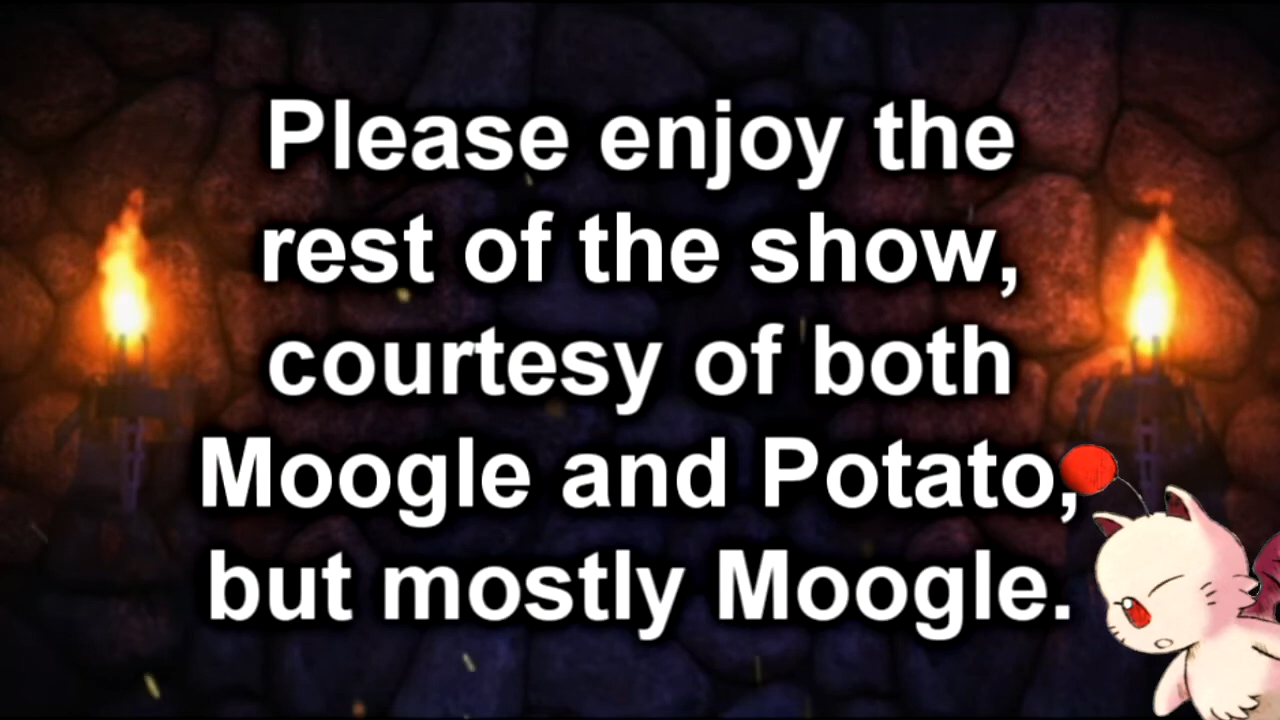 Please enjoy the
rest of the show,
courtesy of both
Moogle and Potato,
but mostly Moogle.